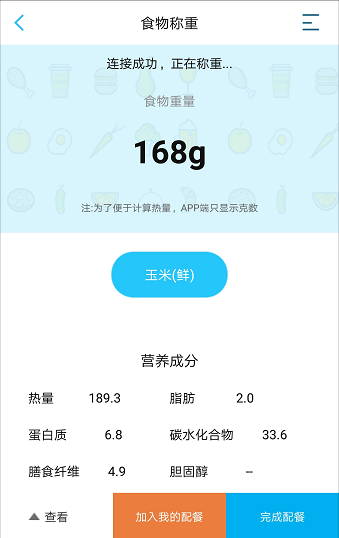 食物称重
连接成功，正在称重...
食物重量
168g
注:为了便于计算热量，APP端只显示克数
玉米(鲜)
营养成分
热量 189.3 脂肪 2.0
蛋白质 6.8 碳水化合物 33.6
膳食纤维 4.9 胆固醇 --
查看 加入我的配餐 完成配餐